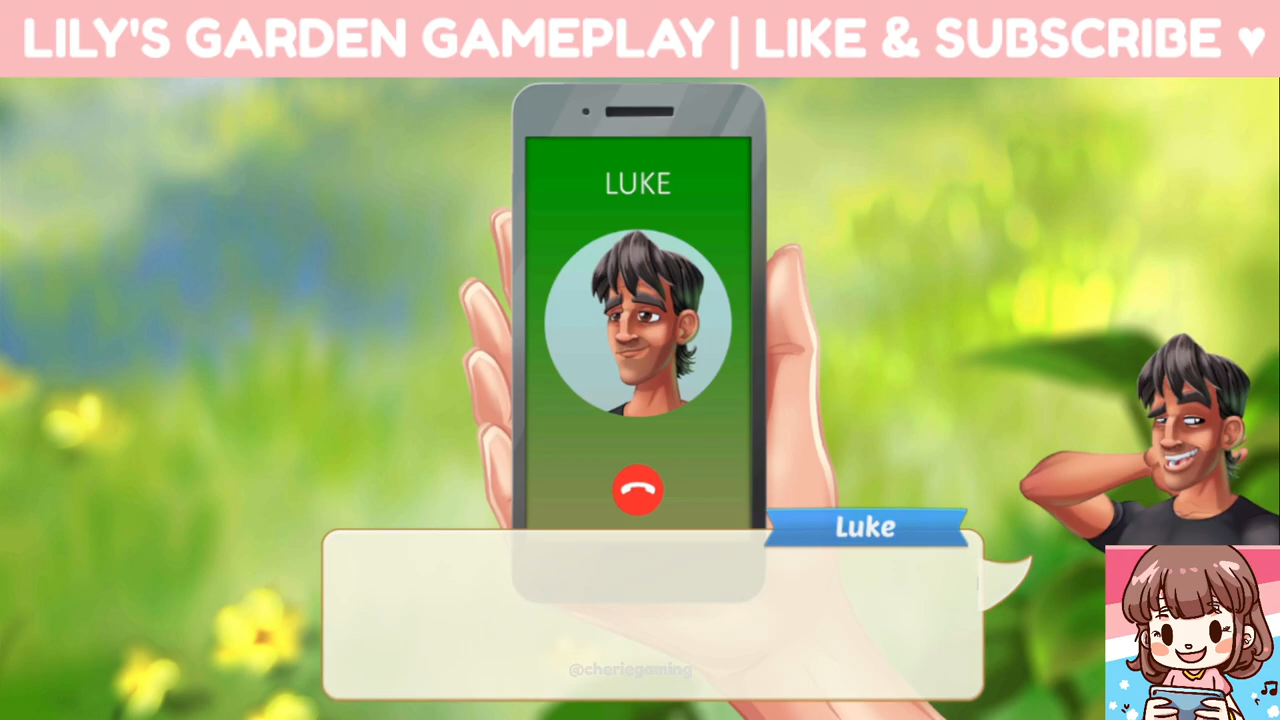 LILY'S GARDEN GAMEPLAY | LIKE & SUBSCRIBE ♥
LUKE
Luke
@cheriegaming